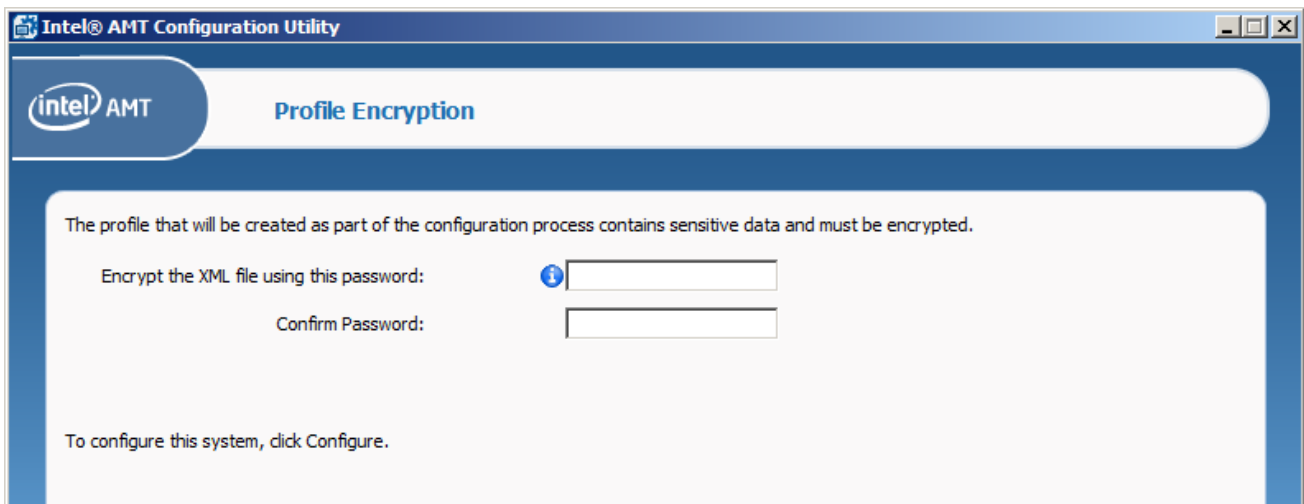 Intel® AMT Configuration Utility
intel® AMT
Profile Encryption
The profile that will be created as part of the configuration process contains sensitive data and must be encrypted.
Encrypt the XML file using this password:
Confirm Password:
To configure this system, click Configure.